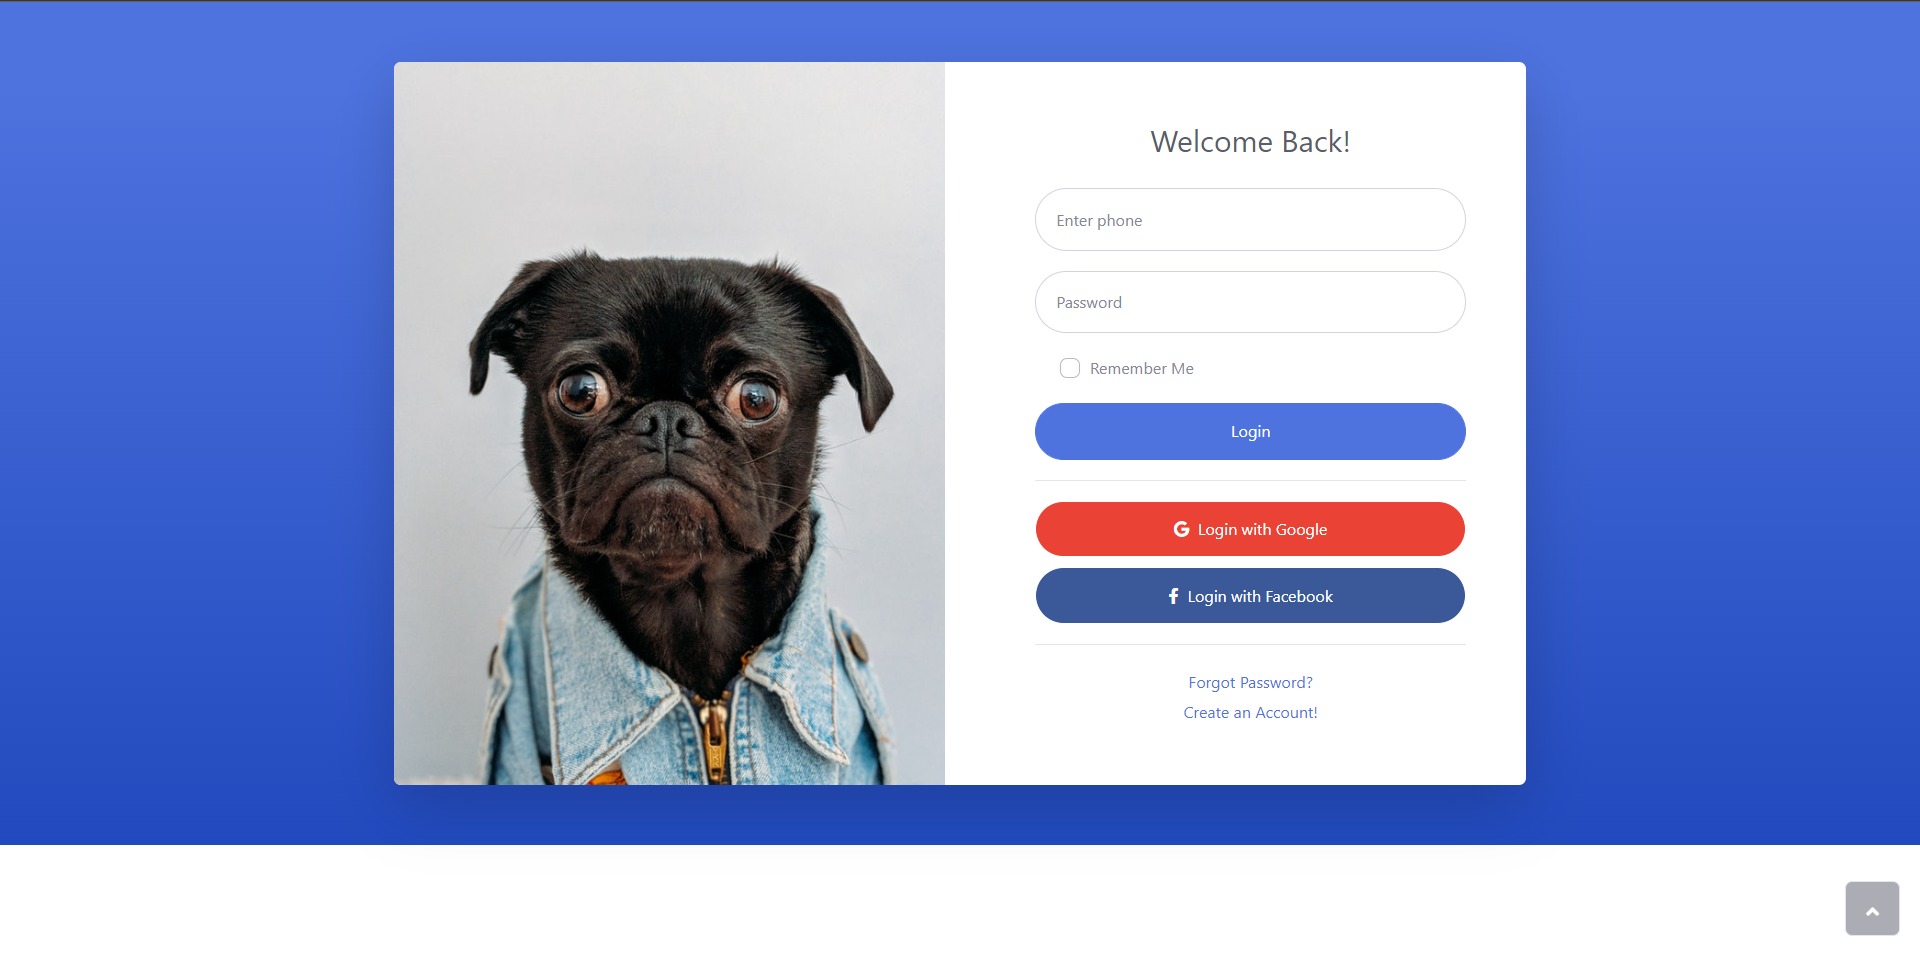 Welcome Back!
Enter phone
Password
Remember Me
Login
Login with Google
Login with Facebook
Forgot Password?
Create an Account!